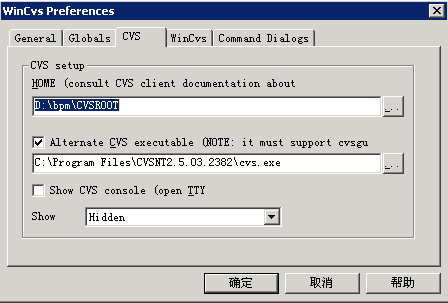 WinCvs Preferences
General Globals CVS WinCvs Command Dialogs
CVS setup
HOME (consult CVS client documentation about
D:\bpm\CVSROOT
...
Alternate CVS executable (NOTE: it must support cvsgu
C:\Program Files\CVSNT2.5.03.2382\cvs.exe
...
Show CVS console (open TTY
Show Hidden
确定 取消 帮助